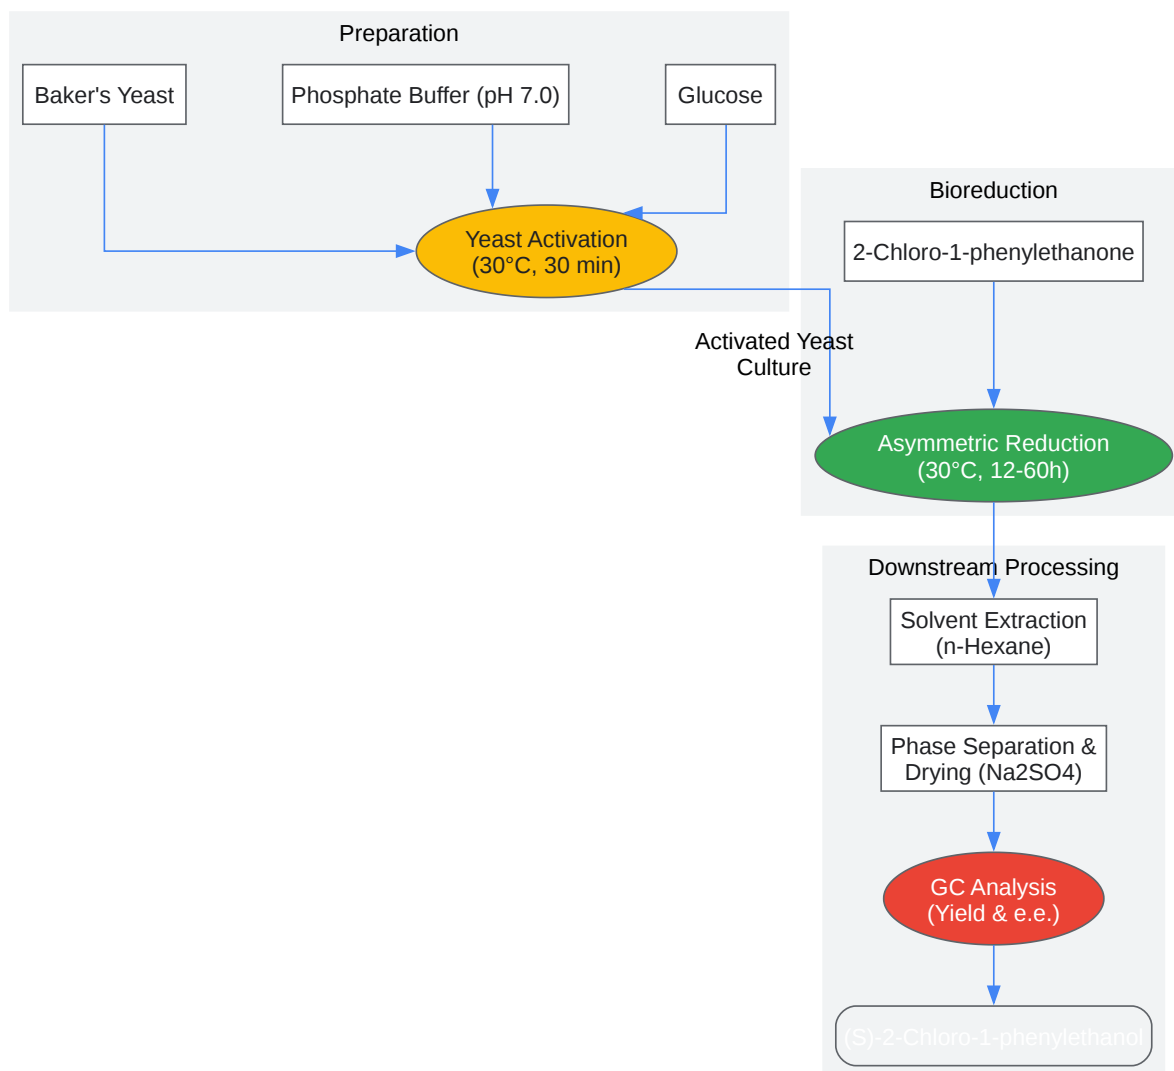 Preparation
Baker's Yeast
Phosphate Buffer (pH 7.0)
Glucose
Yeast Activation
(30°C, 30 min)
Activated Yeast
Culture
Bioreduction
2-Chloro-1-phenylethanone
Asymmetric Reduction
(30°C, 12-60h)
Downstream Processing
Solvent Extraction
(n-Hexane)
Phase Separation &
Drying (Na2SO4)
GC Analysis
(Yield & e.e.)
(S)-2-Chloro-1-phenylethanol